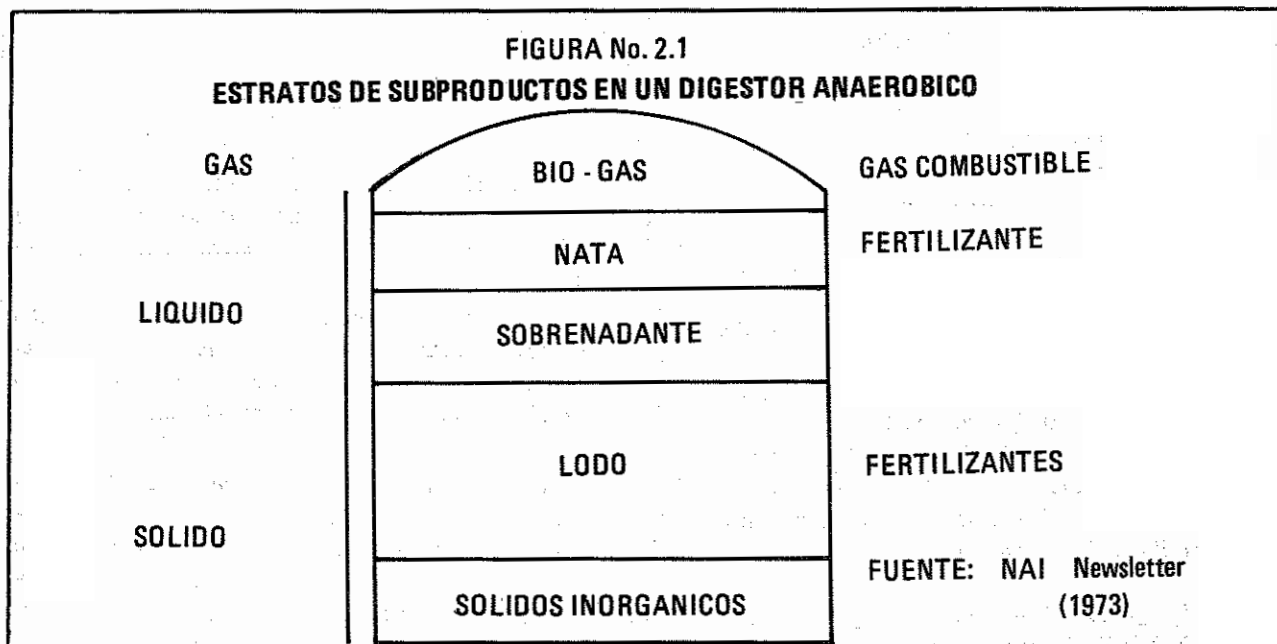 FIGURA No. 2.1
ESTRATOS DE SUBPRODUCTOS EN UN DIGESTOR ANAEROBICO
GAS
BIO - GAS
GAS COMBUSTIBLE
NATA
FERTILIZANTE
LIQUIDO
SOBRENADANTE
LODO
FERTILIZANTES
SOLIDO
SOLIDOS INORGANICOS
FUENTE: NAI Newsletter
(1973)